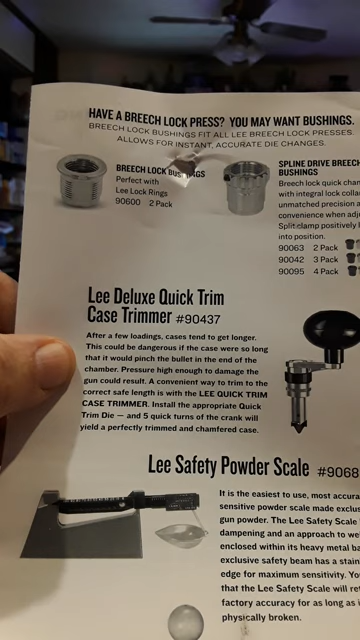 HAVE A BREECH LOCK PRESS? YOU MAY WANT BUSHINGS.
BREECH LOCK BUSHINGS FIT ALL LEE BREECH LOCK PRESSES.
ALLOWS FOR INSTANT, ACCURATE DIE CHANGES.
BREECH LOCK
Perfect with
Lee Lock Rings
90600 2 Pack
SPLINE DRIVE BREECH
BUSHINGS
Breech lock quick chan
with integral lock colla
unmatched precision a
convenience when adju
Split clamp positively l
into position.
90063 2 Pack
90042 3 Pack
90095 4 Pack
Lee Deluxe Quick Trim
Case Trimmer #90437
After a few loadings, cases tend to get longer.
This could be dangerous if the case were so long
that it would pinch the bullet in the end of the
chamber. Pressure high enough to damage the
gun could result. A convenient way to trim to the
correct safe length is with the LEE QUICK TRIM
CASE TRIMMER. Install the appropriate Quick
Trim Die — and 5 quick turns of the crank will
yield a perfectly trimmed and chamfered case.
Lee Safety Powder Scale #9068
It is the easiest to use, most accura
sensitive powder scale made exclus
gun powder. The Lee Safety Scale
dampening and an approach to we
enclosed within its heavy metal ba
exclusive safety beam has a stain
edge for maximum sensitivity. Yo
that the Lee Safety Scale will ret
factory accuracy for as long as i
physically broken.